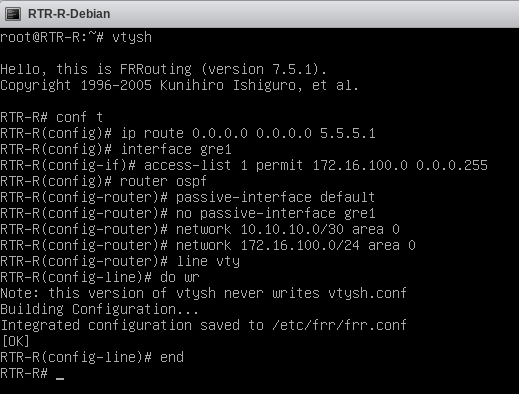 RTR-R-Debian
root@RTR-R:~# vtysh
Hello, this is FRRouting (version 7.5.1).
Copyright 1996-2005 Kunihiro Ishiguro, et al.
RTR-R# conf t
RTR-R(config)# ip route 0.0.0.0 0.0.0.0 5.5.5.1
RTR-R(config)# interface gre1
RTR-R(config-if)# access-list 1 permit 172.16.100.0 0.0.0.255
RTR-R(config)# router ospf
RTR-R(config-router)# passive-interface default
RTR-R(config-router)# no passive-interface gre1
RTR-R(config-router)# network 10.10.10.0/30 area 0
RTR-R(config-router)# network 172.16.100.0/24 area 0
RTR-R(config-router)# line vty
RTR-R(config-line)# do wr
Note: this version of vtysh never writes vtysh.conf
Building Configuration...
Integrated configuration saved to /etc/frr/frr.conf
[OK]
RTR-R(config-line)# end
RTR-R# _